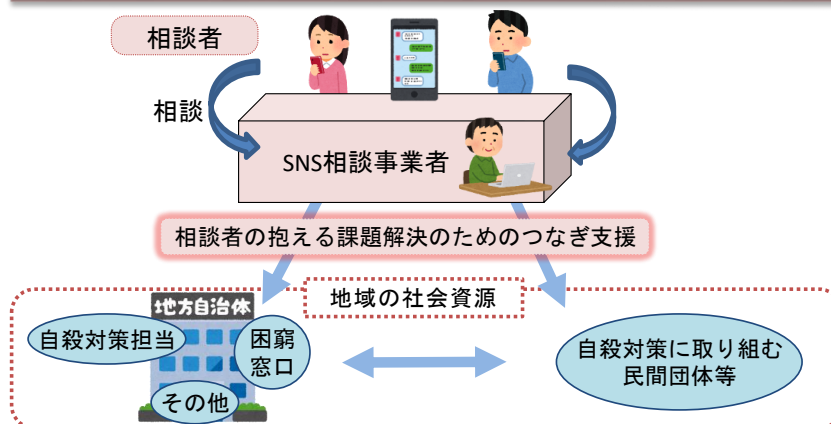 相談者
相談
SNS相談事業者
相談者の抱える課題解決のためのつなぎ支援
地域の社会資源
地方自治体
自殺対策担当
困窮
窓口
その他
自殺対策に取り組む
民間団体等